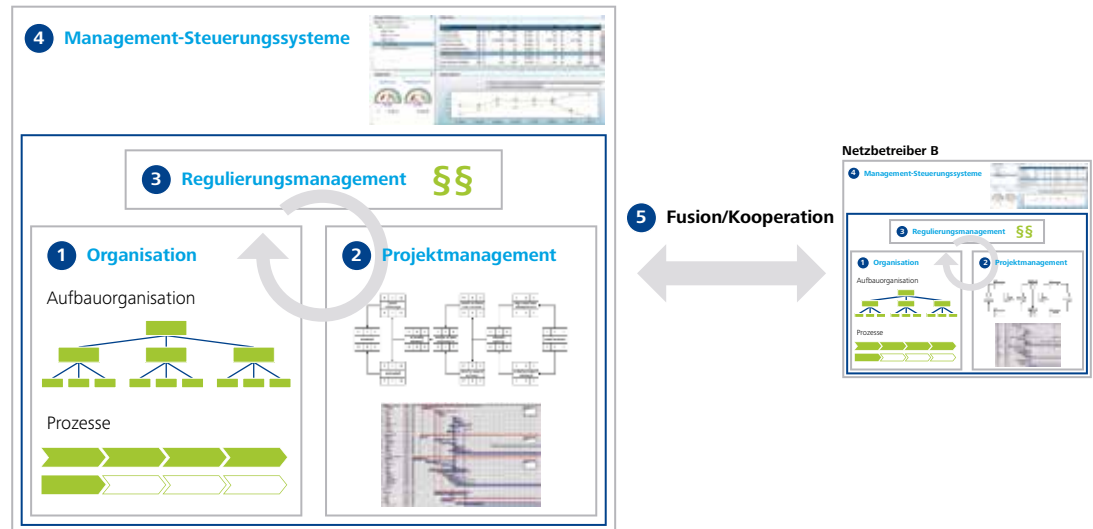 4 Management-Steuerungssysteme
3 Regulierungsmanagement §§
1 Organisation
Aufbauorganisation
Prozesse
2 Projektmanagement
5 Fusion/Kooperation
Netzbetreiber B
4 Management-Steuerungssysteme
3 Regulierungsmanagement §§
1 Organisation
Aufbauorganisation
Prozesse
2 Projektmanagement